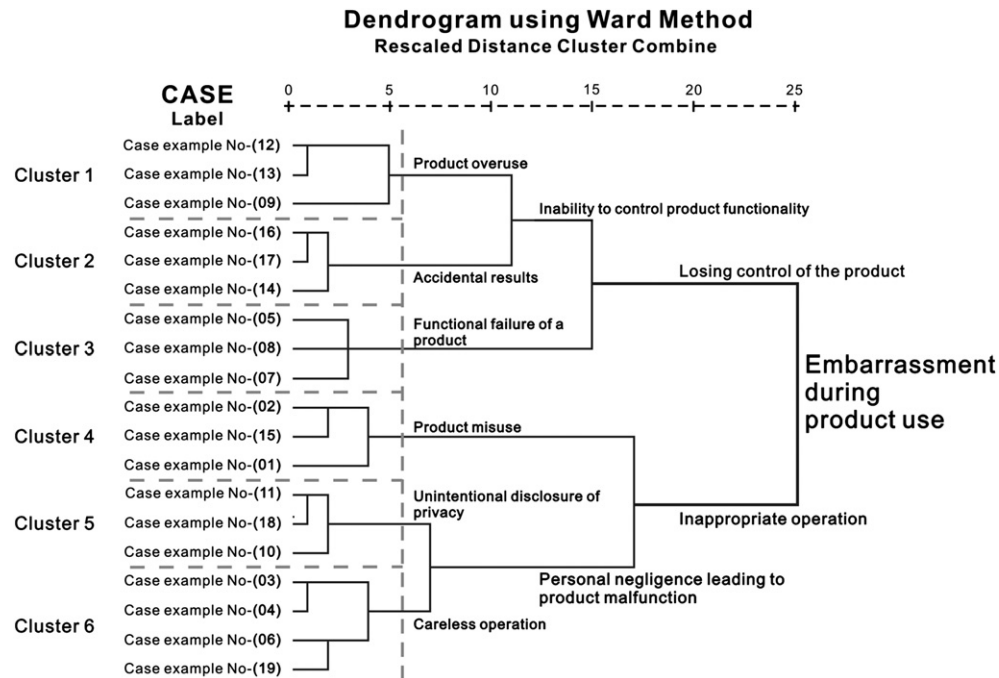 Dendrogram using Ward Method
Rescaled Distance Cluster Combine
CASE
Label
0 5 10 15 20 25
Cluster 1
Case example No-(12)
Case example No-(13)
Case example No-(09)
Product overuse
Cluster 2
Case example No-(16)
Case example No-(17)
Case example No-(14)
Accidental results
Inability to control product functionality
Cluster 3
Case example No-(05)
Case example No-(08)
Case example No-(07)
Functional failure of a
product
Losing control of the product
Cluster 4
Case example No-(02)
Case example No-(15)
Case example No-(01)
Product misuse
Embarrassment
during
product use
Cluster 5
Case example No-(11)
Case example No-(18)
Case example No-(10)
Unintentional disclosure of
privacy
Inappropriate operation
Cluster 6
Case example No-(03)
Case example No-(04)
Case example No-(06)
Case example No-(19)
Careless operation
Personal negligence leading to
product malfunction